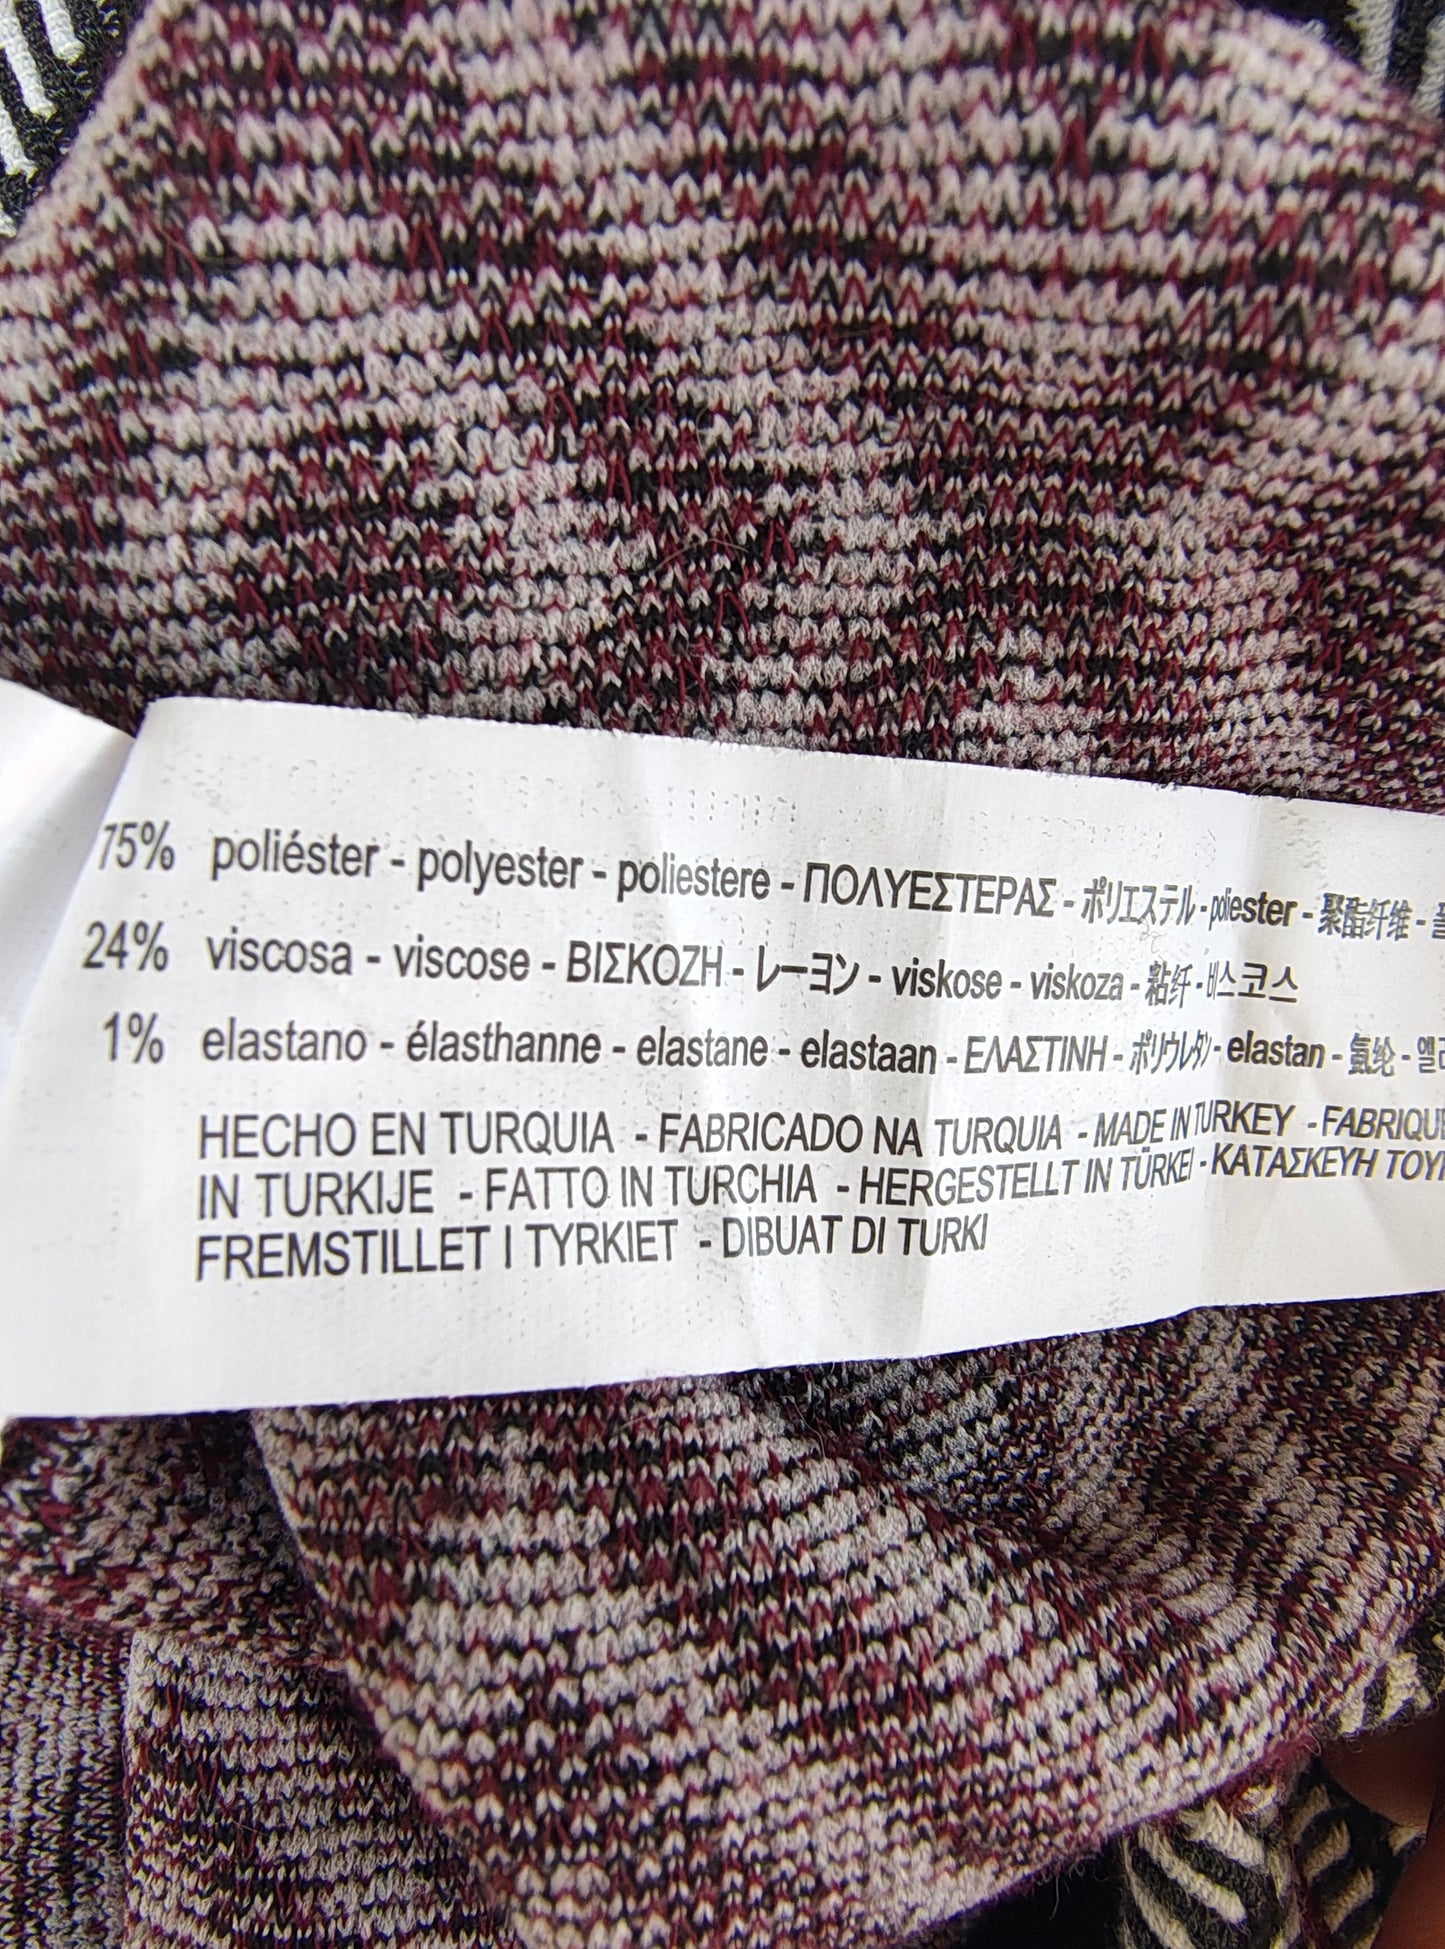 75% poliéster - polyester - poliestere - ΠΟΛΥΕΣΤΕΡΑΣ - ポリエステル - poliester - 聚酯纤维 -
24% viscosa - viscose - ΒΙΣΚΟΖΗ - レーヨン - viskose - viskoza - 粘纤 - 비스코스
1% elastano - élasthanne - elastane - elastaan - ΕΛΑΣΤΙΝΗ - ポリウレタン - elastan - 氨纶 -
HECHO EN TURQUIA - FABRICADO NA TURQUIA - MADE IN TURKEY - FABRIQU
IN TURKIJE - FATTO IN TURCHIA - HERGESTELLT IN TÜRKEI - ΚΑΤΑΣΚΕΥΗ ΤΟΥ
FREMSTILLET I TYRKIET - DIBUAT DI TURKI